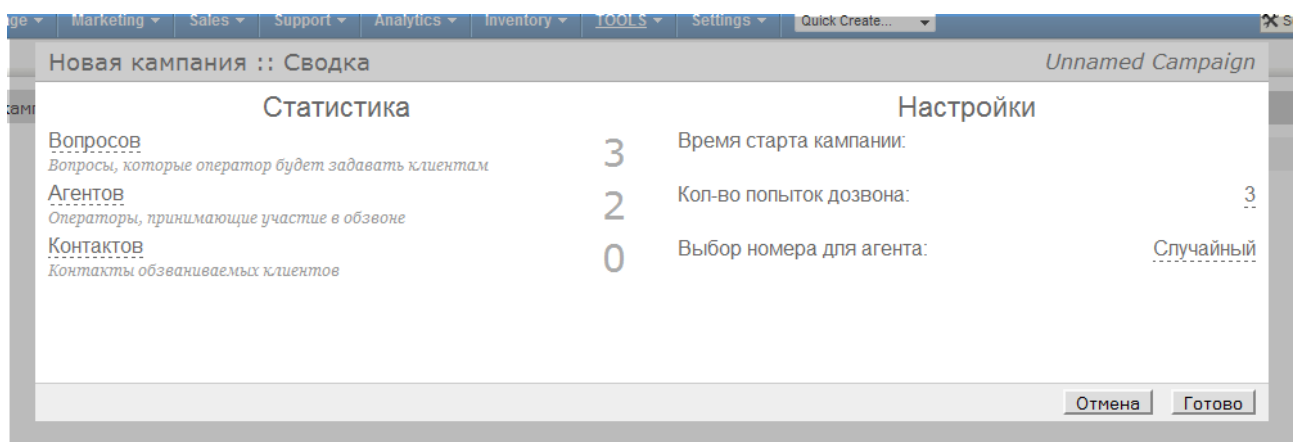 Marketing Sales Support Analytics Inventory TOOLS Settings Quick Create...
Новая кампания :: Сводка Unnamed Campaign
Статистика Настройки
Вопросов 3 Время старта кампании:
Вопросы, которые оператор будет задавать клиентам
Агентов 2 Кол-во попыток дозвона: 3
Операторы, принимающие участие в обзвоне
Контактов 0 Выбор номера для агента: Случайный
Контакты обзваниваемых клиентов
Отмена Готово